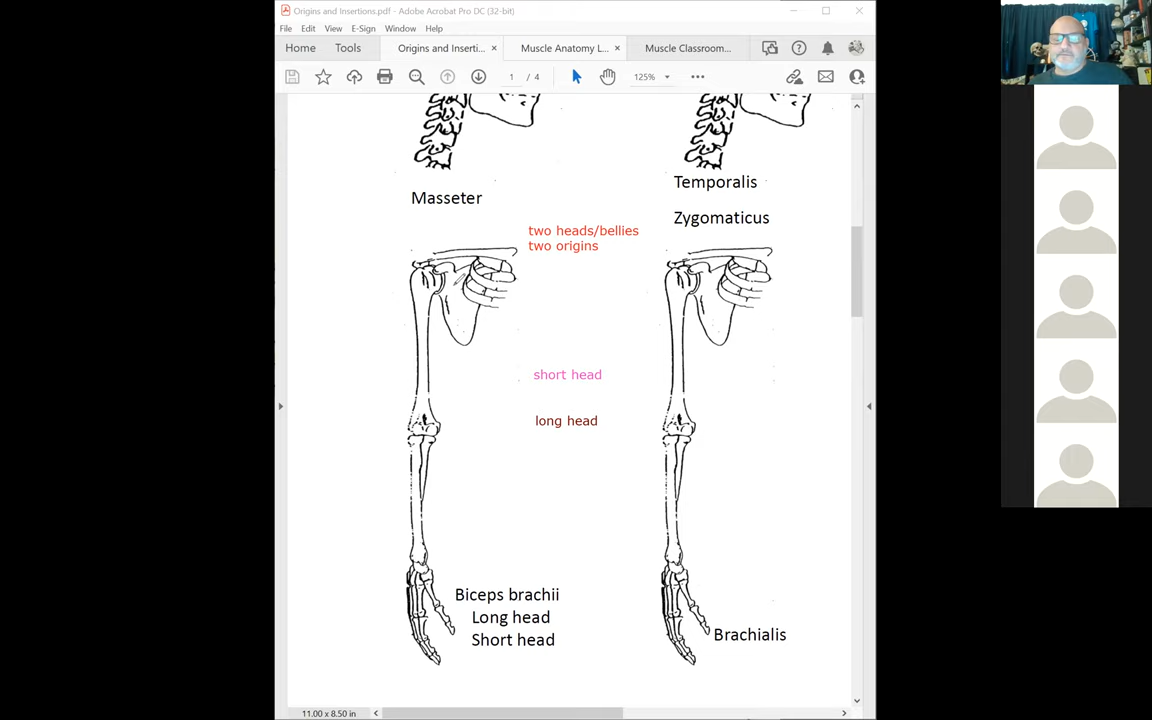 Origins and Insertions.pdf - Adobe Acrobat Pro DC (32-bit)
File Edit View E-Sign Window Help
Home Tools Origins and Inserti... × Muscle Anatomy L... × Muscle Classroom...
1 / 4 125%
Masseter
Temporalis
Zygomaticus
two heads/bellies
two origins
short head
long head
Biceps brachii
Long head
Short head
Brachialis
11.00 x 8.50 in